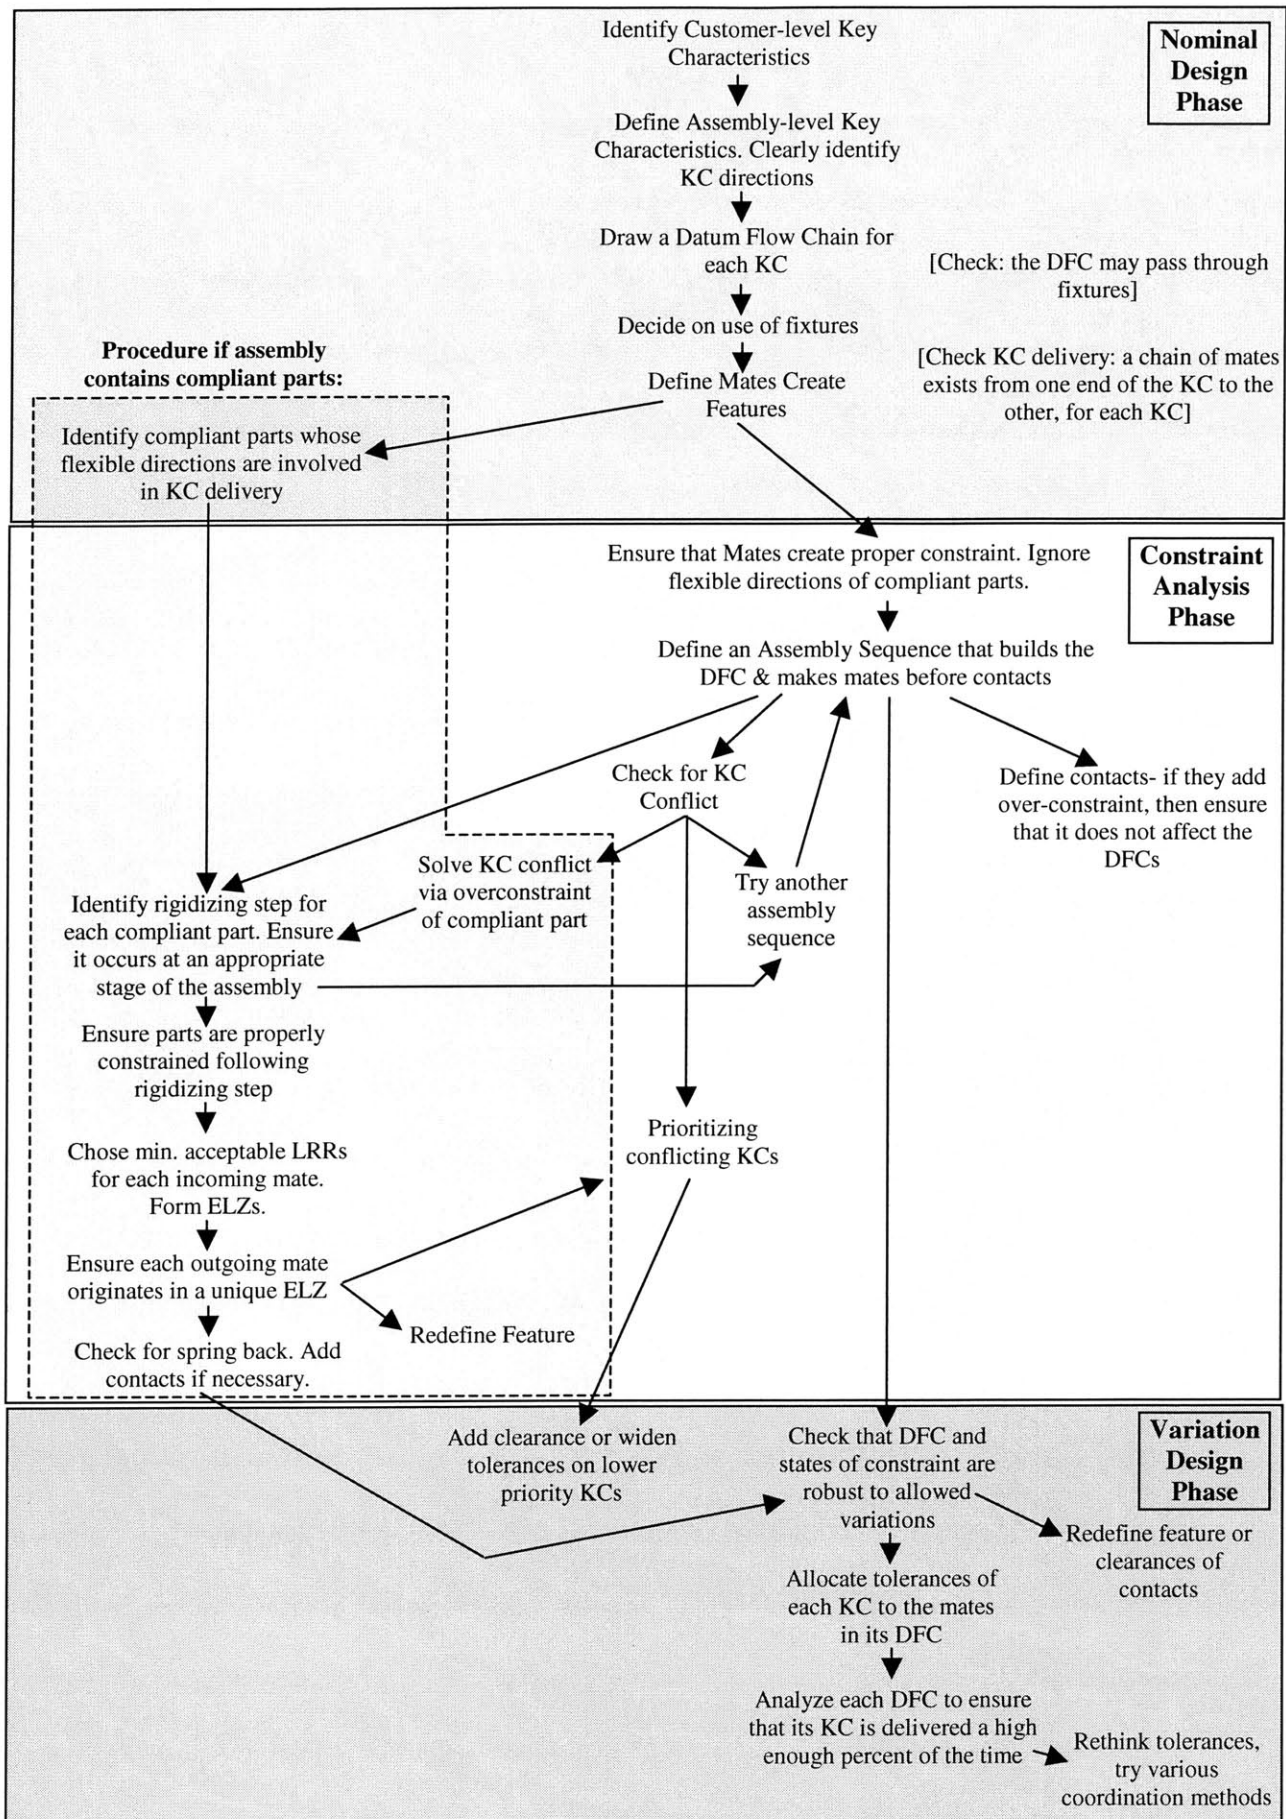 Identify Customer-level Key
Characteristics
Nominal
Design
Phase
Define Assembly-level Key
Characteristics. Clearly identify
KC directions
Draw a Datum Flow Chain for
each KC
[Check: the DFC may pass through
fixtures]
Decide on use of fixtures
Procedure if assembly
contains compliant parts:
[Check KC delivery: a chain of mates
exists from one end of the KC to the
other, for each KC]
Define Mates Create
Features
Identify compliant parts whose
flexible directions are involved
in KC delivery
Ensure that Mates create proper constraint. Ignore
flexible directions of compliant parts.
Constraint
Analysis
Phase
Define an Assembly Sequence that builds the
DFC & makes mates before contacts
Check for KC
Conflict
Define contacts- if they add
over-constraint, then ensure
that it does not affect the
DFCs
Solve KC conflict
via overconstraint
of compliant part
Try another
assembly
sequence
Identify rigidizing step for
each compliant part. Ensure
it occurs at an appropriate
stage of the assembly
Ensure parts are properly
constrained following
rigidizing step
Prioritizing
conflicting KCs
Chose min. acceptable LRRs
for each incoming mate.
Form ELZs.
Ensure each outgoing mate
originates in a unique ELZ
Redefine Feature
Check for spring back. Add
contacts if necessary.
Add clearance or widen
tolerances on lower
priority KCs
Check that DFC and
states of constraint are
robust to allowed
variations
Variation
Design
Phase
Redefine feature or
clearances of
contacts
Allocate tolerances of
each KC to the mates
in its DFC
Analyze each DFC to ensure
that its KC is delivered a high
enough percent of the time
Rethink tolerances,
try various
coordination methods